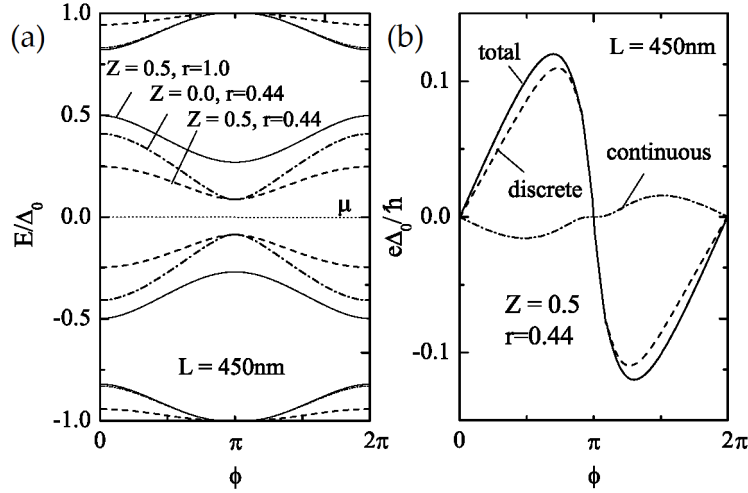 (a)
1.0
Z = 0.5, r=1.0
Z = 0.0, r=0.44
0.5
Z = 0.5, r=0.44
μ
0.0
E/Δ₀
-0.5
L = 450nm
-1.0
0
π
2π
ϕ
(b)
total
L = 450nm
0.1
continuous
discrete
0.0
eΔ₀/ħ
Z = 0.5
r=0.44
-0.1
0
π
2π
ϕ